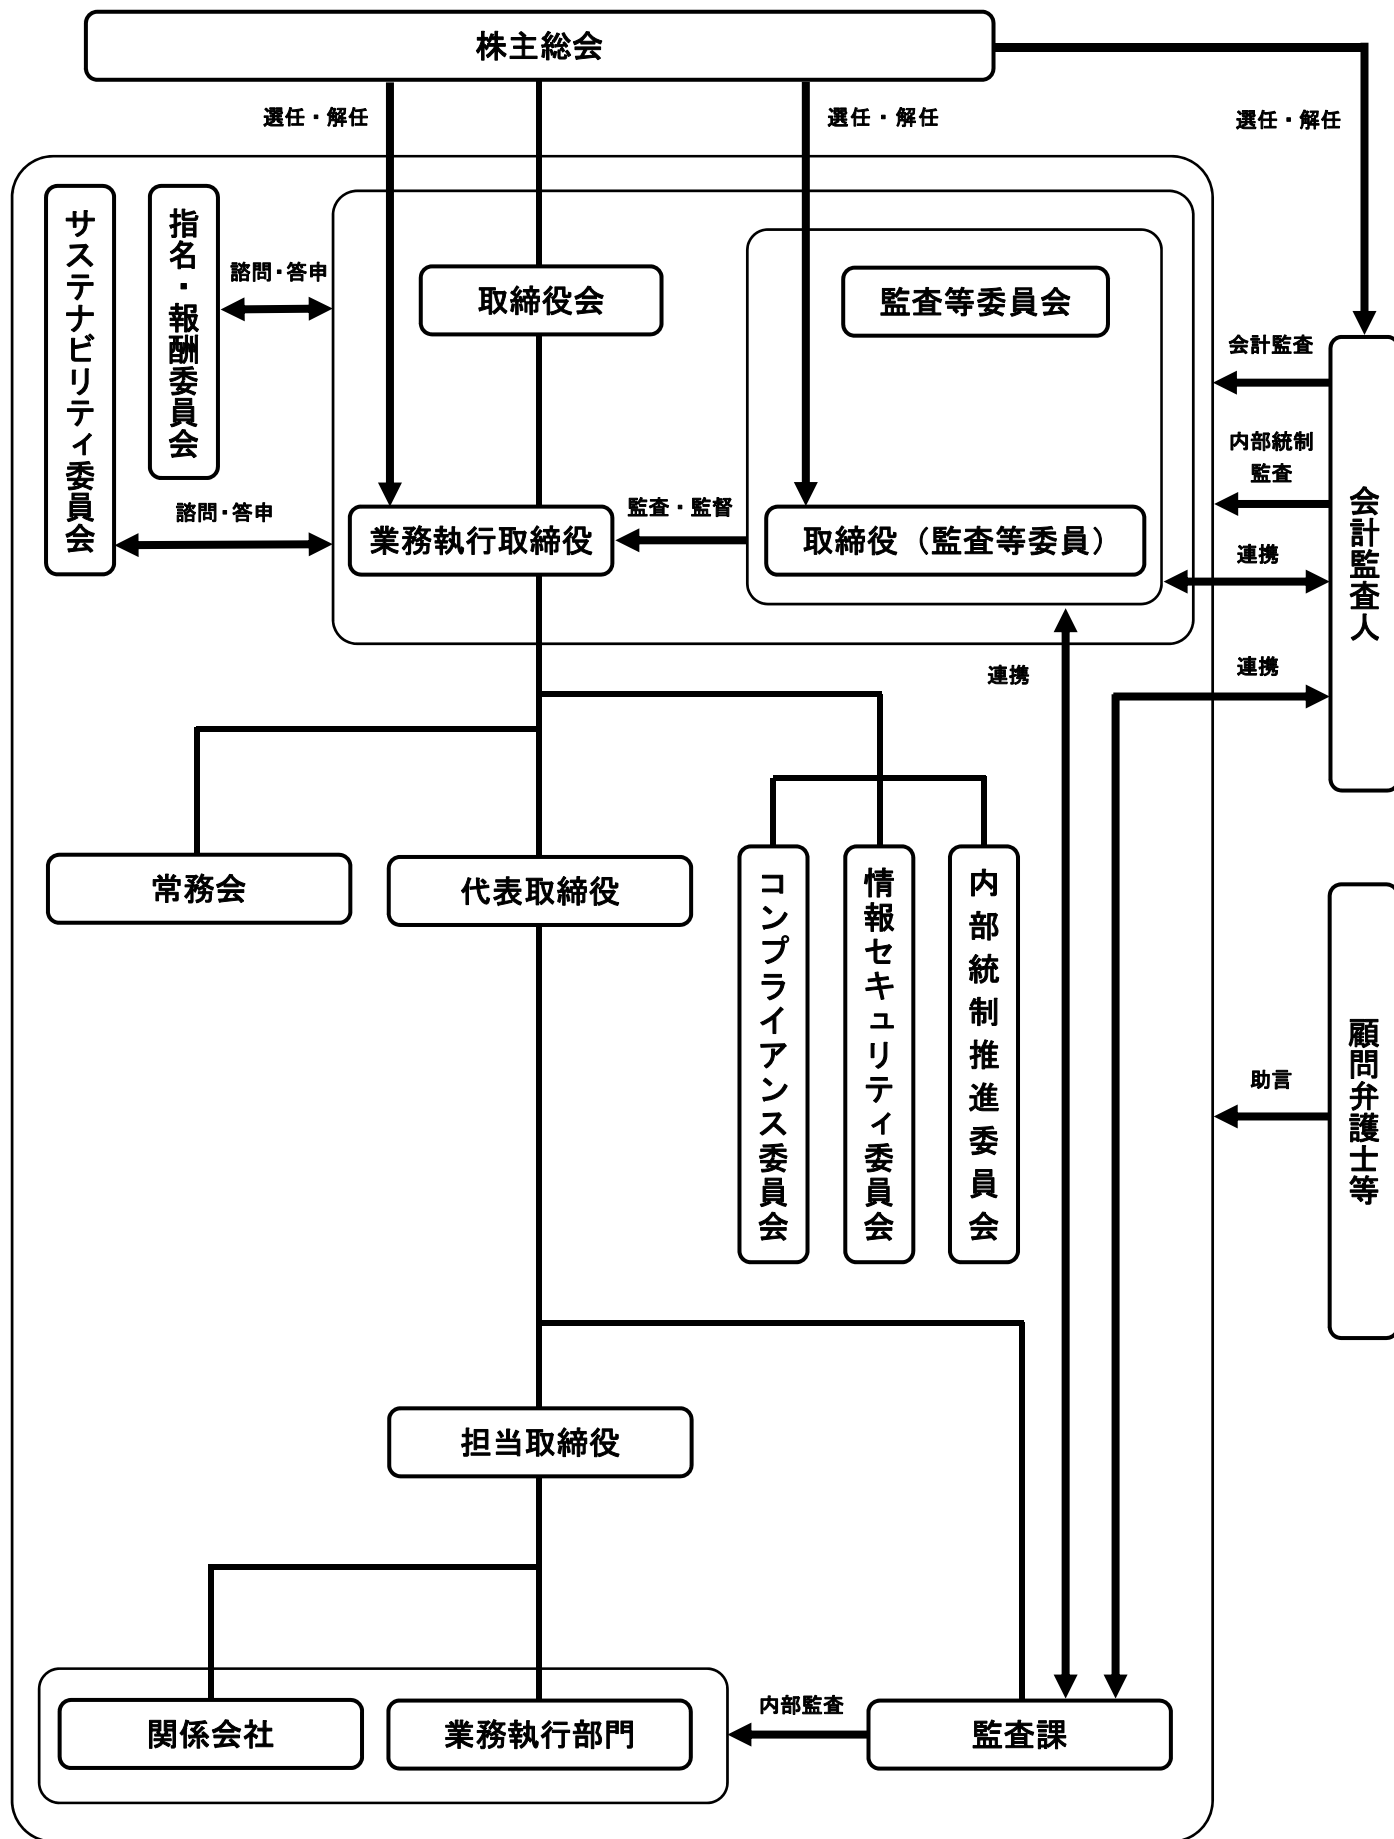 株主総会
選任・解任
選任・解任
選任・解任
サステナビリティ委員会
指名・報酬委員会
諮問・答申
取締役会
監査等委員会
会計監査
内部統制
監査
諮問・答申
業務執行取締役
監査・監督
取締役（監査等委員）
連携
会計監査人
連携
連携
常務会
代表取締役
コンプライアンス委員会
情報セキュリティ委員会
内部統制推進委員会
助言
顧問弁護士等
担当取締役
関係会社
業務執行部門
内部監査
監査課